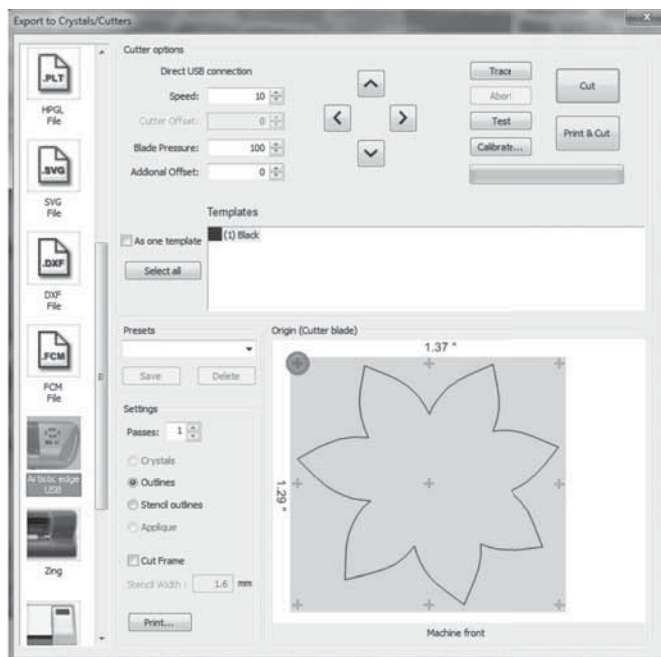 Export to Crystals/Cutters
x
.PLT
HPGL
File
.SVG
SVG
File
.DXF
DXF
File
.FCM
FCM
File
Artistic edge
USB
Zing
Cutter options
Direct USB connection
Speed: 10
Cutter Offset: 0
Blade Pressure: 100
Addional Offset: 0
Trace
Abort
Test
Calibrate...
Cut
Print & Cut
Templates
As one template
(1) Black
Select all
Presets
Save Delete
Settings
Passes: 1
Crystals
Outlines
Stencil outlines
Applique
Cut Frame
Stencil Width : 1.6 mm
Print...
Origin (Cutter blade)
1.37 "
1.29 "
Machine front